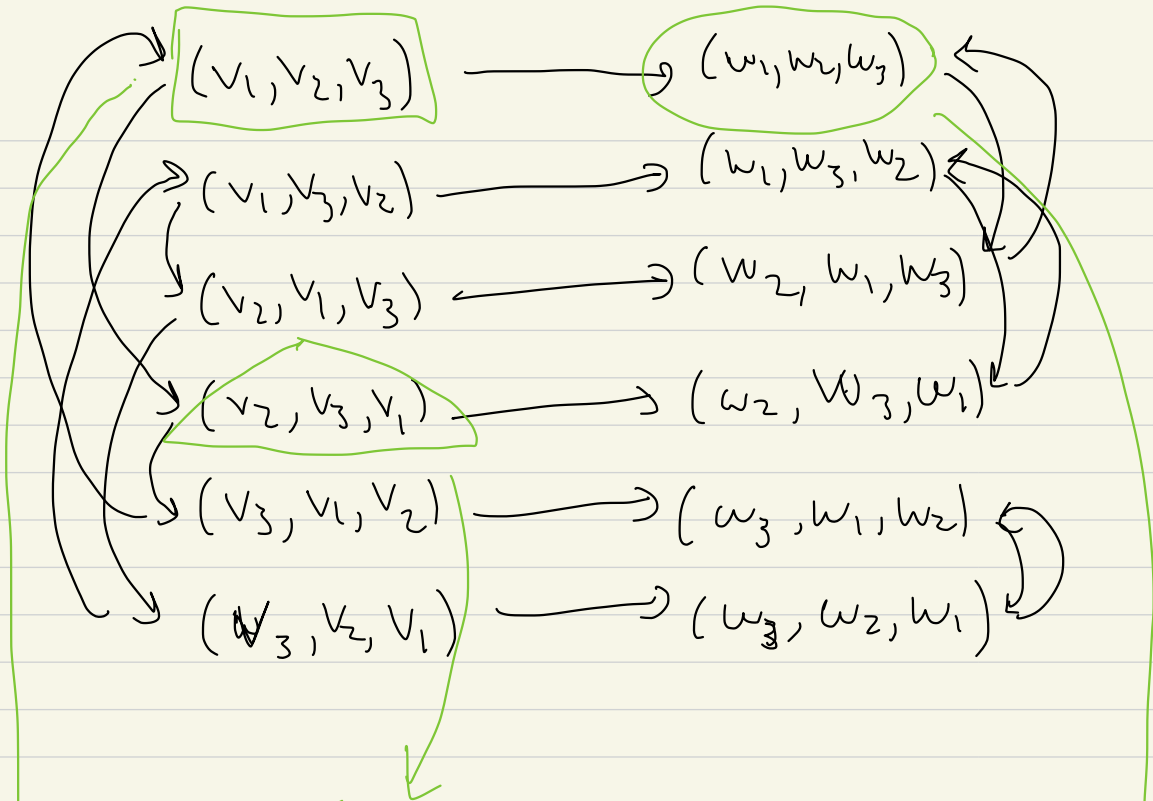 (V₁, V₂, V₃) (w₁, w₂, w₃)
(V₁, V₃, V₂) (w₁, w₃, w₂)
(V₂, V₁, V₃) (w₂, w₁, w₃)
(V₂, V₃, V₁) (w₂, w₃, w₁)
(V₃, V₁, V₂) (w₃, w₁, w₂)
(V₃, V₂, V₁) (w₃, w₂, w₁)